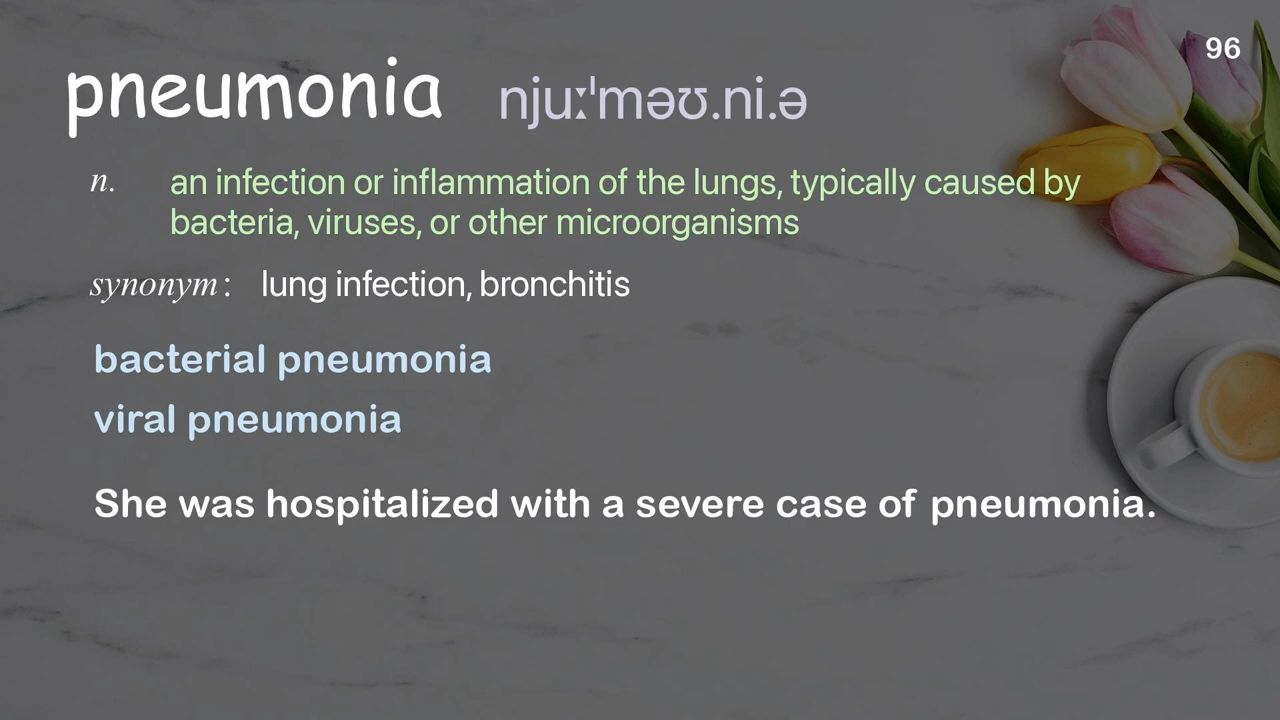 96
pneumonia njuːˈməʊ.ni.ə
n. an infection or inflammation of the lungs, typically caused by
bacteria, viruses, or other microorganisms
synonym: lung infection, bronchitis
bacterial pneumonia
viral pneumonia
She was hospitalized with a severe case of pneumonia.